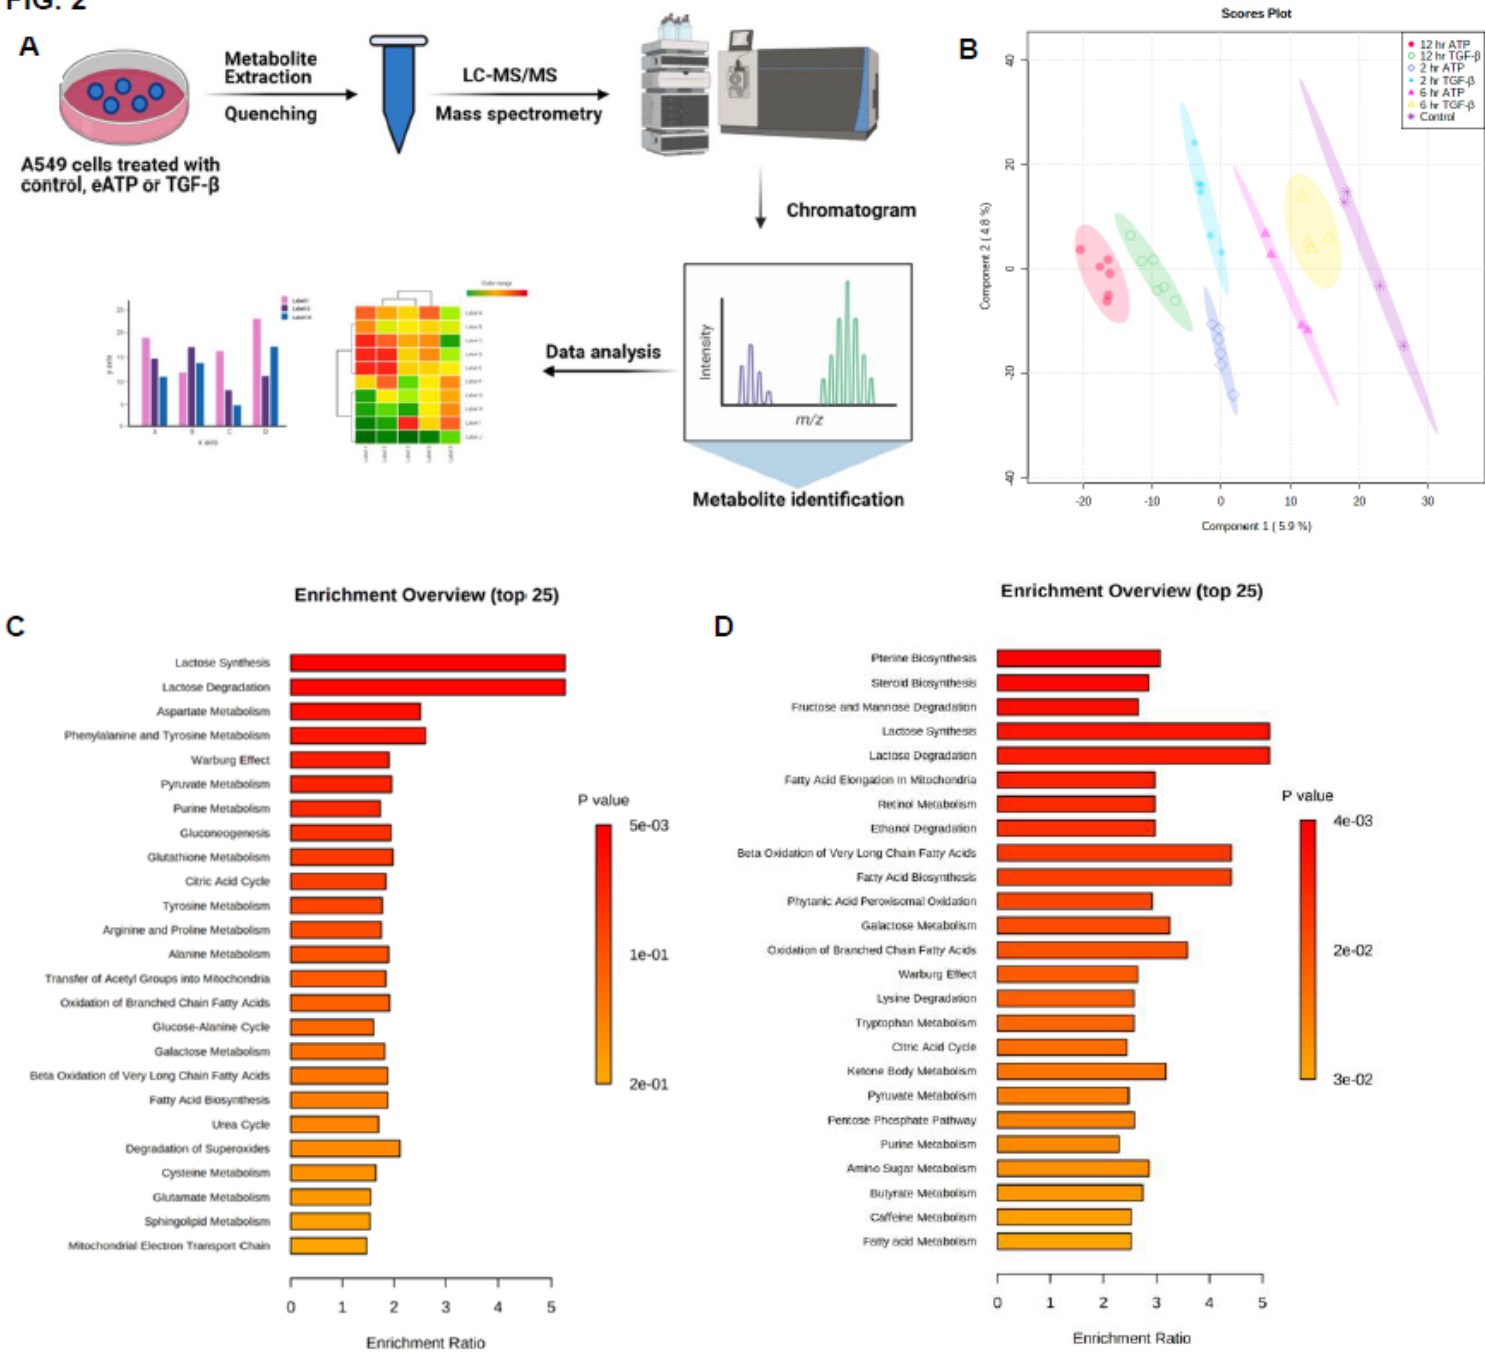 FIG. 2
A
Metabolite
Extraction
Quenching
LC-MS/MS
Mass spectrometry
A549 cells treated with
control, eATP or TGF-β
Chromatogram
Intensity
m/z
Metabolite identification
Data analysis
Color range
Label A
Label I
Label J
x axis
y axis
A
B
C
D
B
Scores Plot
12 hr ATP
12 hr TGF-β
2 hr ATP
2 hr TGF-β
6 hr ATP
6 hr TGF-β
Control
Component 2 ( 4.8 %)
40
20
0
-20
-40
-20
-10
0
10
20
30
Component 1 ( 5.9 %)
C
Enrichment Overview (top 25)
Lactose Synthesis
Lactose Degradation
Aspartate Metabolism
Phenylalanine and Tyrosine Metabolism
Warburg Effect
Pyruvate Metabolism
Purine Metabolism
Gluconeogenesis
Glutathione Metabolism
Citric Acid Cycle
Tyrosine Metabolism
Arginine and Proline Metabolism
Alanine Metabolism
Transfer of Acetyl Groups into Mitochondria
Oxidation of Branched Chain Fatty Acids
Glucose-Alanine Cycle
Galactose Metabolism
Beta Oxidation of Very Long Chain Fatty Acids
Fatty Acid Biosynthesis
Urea Cycle
Degradation of Superoxides
Cysteine Metabolism
Glutamate Metabolism
Sphingolipid Metabolism
Mitochondrial Electron Transport Chain
0 1 2 3 4 5
Enrichment Ratio
P value
5e-03
1e-01
2e-01
D
Enrichment Overview (top 25)
Pterine Biosynthesis
Steroid Biosynthesis
Fructose and Mannose Degradation
Lactose Synthesis
Lactose Degradation
Fatty Acid Elongation In Mitochondria
Retinol Metabolism
Ethanol Degradation
Beta Oxidation of Very Long Chain Fatty Acids
Fatty Acid Biosynthesis
Phytanic Acid Peroxisomal Oxidation
Galactose Metabolism
Oxidation of Branched Chain Fatty Acids
Warburg Effect
Lysine Degradation
Tryptophan Metabolism
Citric Acid Cycle
Ketone Body Metabolism
Pyruvate Metabolism
Pentose Phosphate Pathway
Purine Metabolism
Amino Sugar Metabolism
Butyrate Metabolism
Caffeine Metabolism
Fatty acid Metabolism
0 1 2 3 4 5
Enrichment Ratio
P value
4e-03
2e-02
3e-02